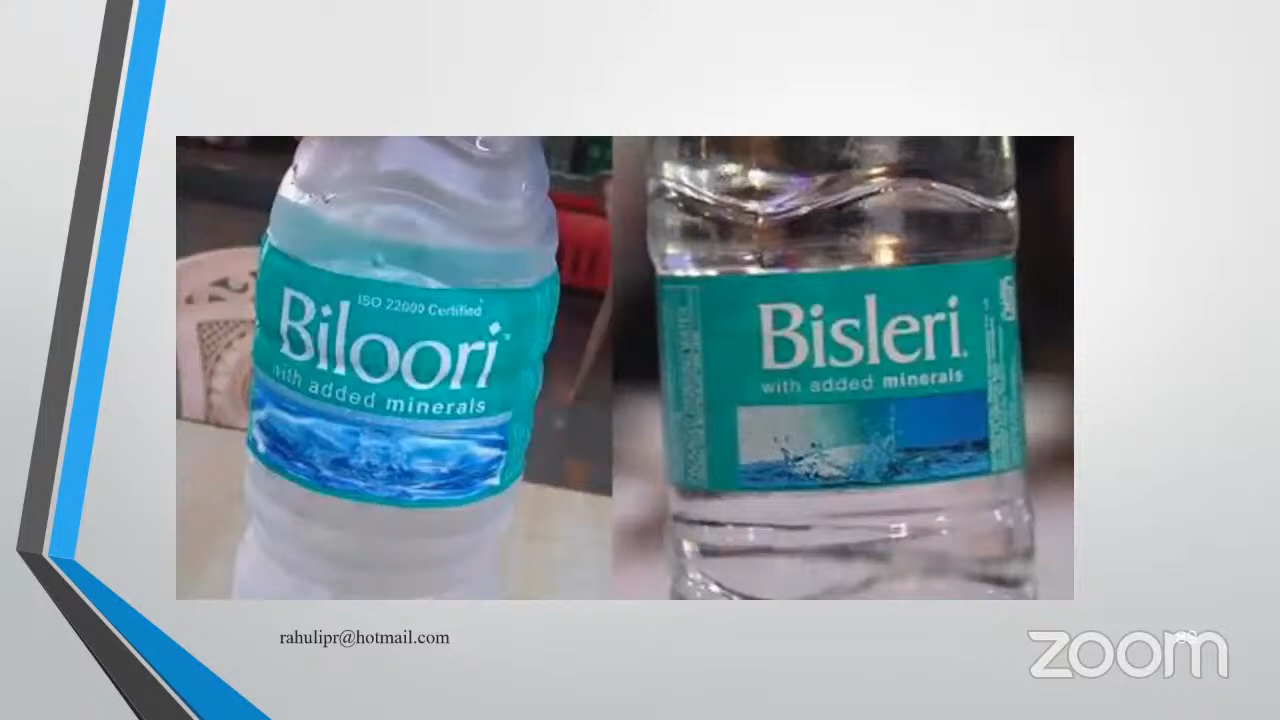 ISO 22000 Certified
Biloori
with added minerals
Bisleri
with added minerals
rahulipr@hotmail.com
zoom